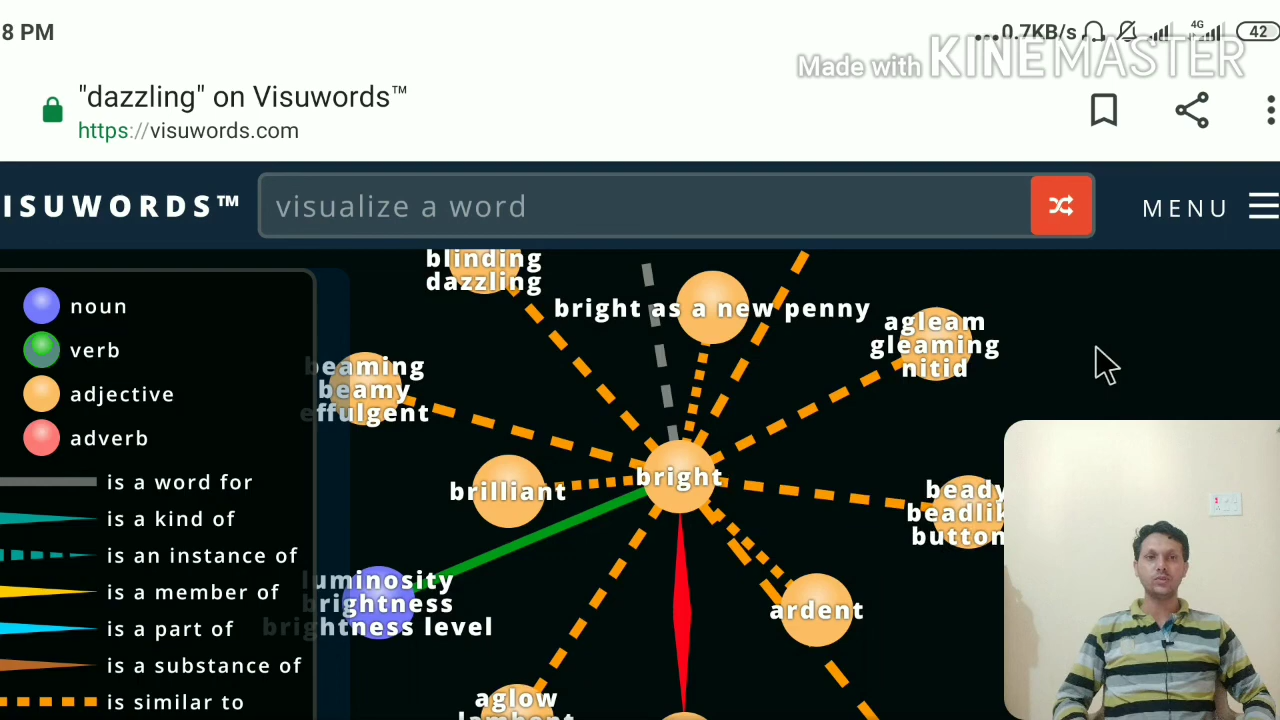 8 PM
...0.7KB/s 4G 42
Made with KINEMASTER
"dazzling" on Visuwords™
https://visuwords.com
ISUWORDS™
visualize a word
MENU
blinding
dazzling
bright as a new penny
agleam
gleaming
nitid
noun
verb
adjective
adverb
beaming
beamy
effulgent
brilliant
bright
beady
beadlik
button
luminosity
brightness
brightness level
ardent
aglow
lambent
is a word for
is a kind of
is an instance of
is a member of
is a part of
is a substance of
is similar to